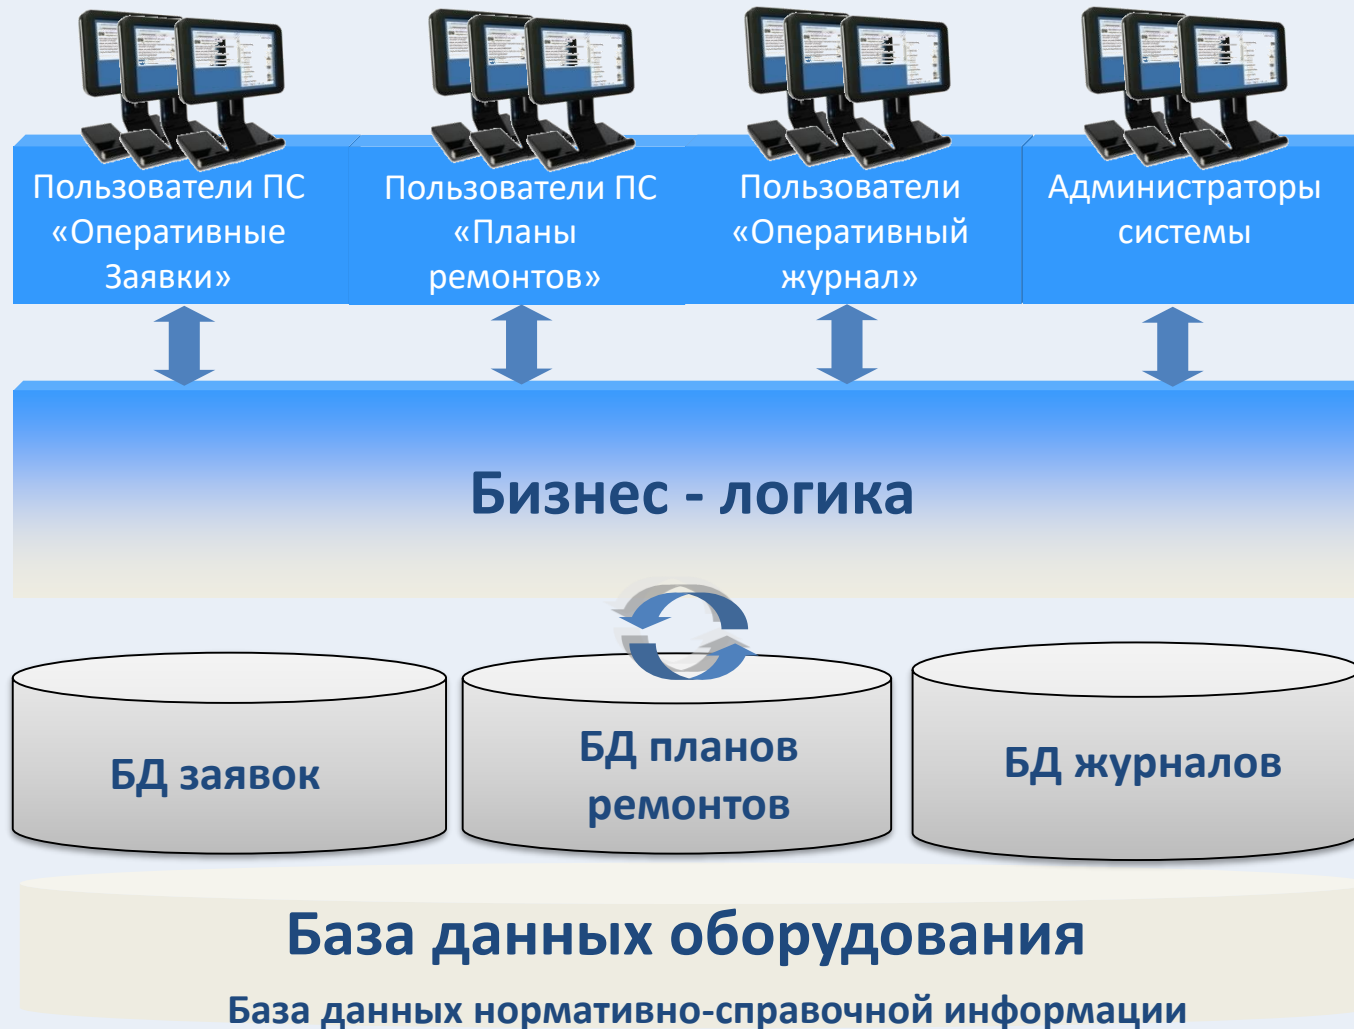 Пользователи ПС
«Оперативные
Заявки»
Пользователи ПС
«Планы
ремонтов»
Пользователи
«Оперативный
журнал»
Администраторы
системы
Бизнес - логика
БД заявок
БД планов
ремонтов
БД журналов
База данных оборудования
База данных нормативно-справочной информации